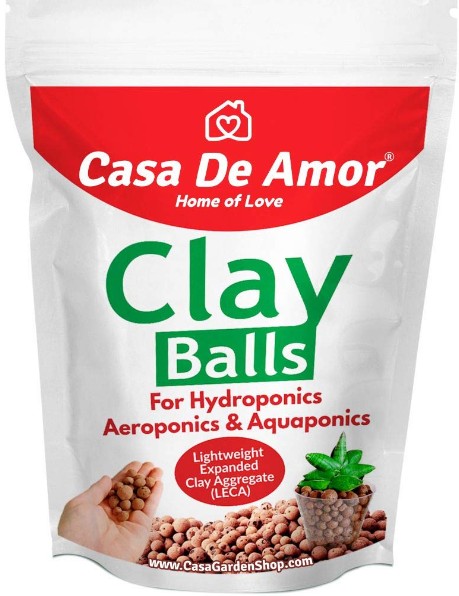 Casa De Amor®
Home of Love
Clay
Balls
For Hydroponics
Aeroponics & Aquaponics
Lightweight
Expanded
Clay Aggregate
(LECA)
www.CasaGardenShop.com